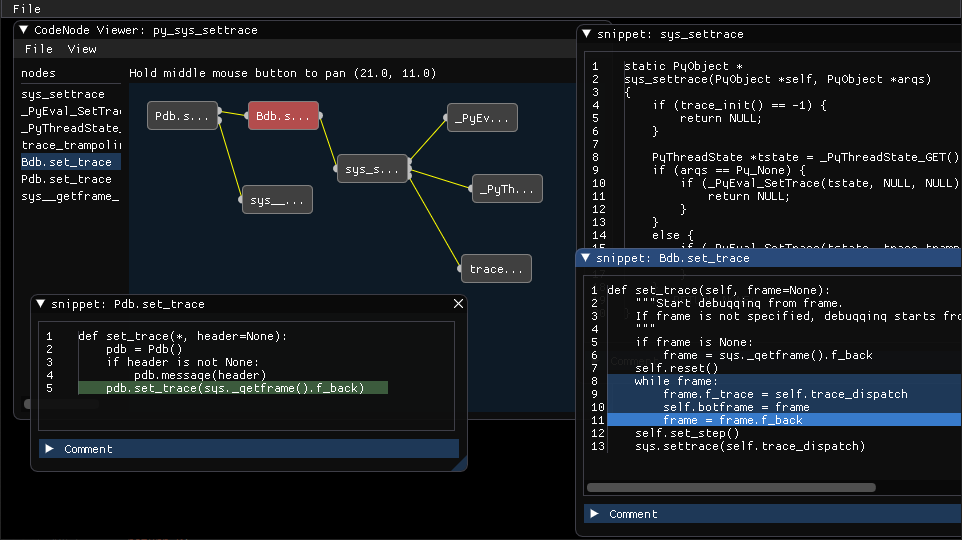 File
CodeNode Viewer: py_sys_settrace
File View
nodes
sys_settrace
_PyEval_SetTrac
_PyThreadState_
trace_trampolin
Bdb.set_trace
Pdb.set_trace
sys__getframe_
Hold middle mouse button to pan (21.0, 11.0)
Pdb.s...
Bdb.s...
_PyEv...
sys_s...
_PyTh...
sys__...
trace...
snippet: Pdb.set_trace
1 def set_trace(*, header=None):
2 pdb = Pdb()
3 if header is not None:
4 pdb.message(header)
5 pdb.set_trace(sys._getframe().f_back)
Comment
snippet: sys_settrace
1 static PyObject *
2 sys_settrace(PyObject *self, PyObject *args)
3 {
4 if (trace_init() == -1) {
5 return NULL;
6 }
7
8 PyThreadState *tstate = _PyThreadState_GET()
9 if (args == Py_None) {
10 if (_PyEval_SetTrace(tstate, NULL, NULL)
11 return NULL;
12 }
13 }
14 else {
15 if (_PyEval_SetTrace(tstate, trace_tramp
snippet: Bdb.set_trace
1 def set_trace(self, frame=None):
2 """Start debugging from frame.
3 If frame is not specified, debugging starts fro
4 """
5 if frame is None:
6 frame = sys._getframe().f_back
7 self.reset()
8 while frame:
9 frame.f_trace = self.trace_dispatch
10 self.botframe = frame
11 frame = frame.f_back
12 self.set_step()
13 sys.settrace(self.trace_dispatch)
Comment